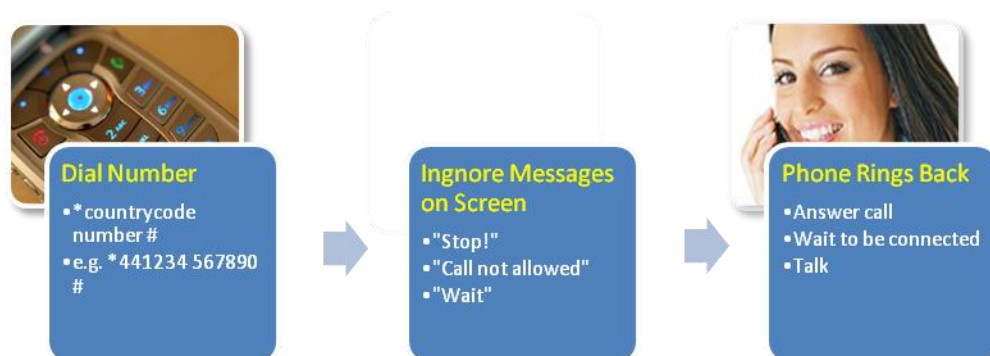 Dial Number
•*countrycode
number #
•e.g. *441234 567890
#
Ingnore Messages
on Screen
•"Stop!"
•"Call not allowed"
•"Wait"
Phone Rings Back
•Answer call
•Wait to be connected
•Talk